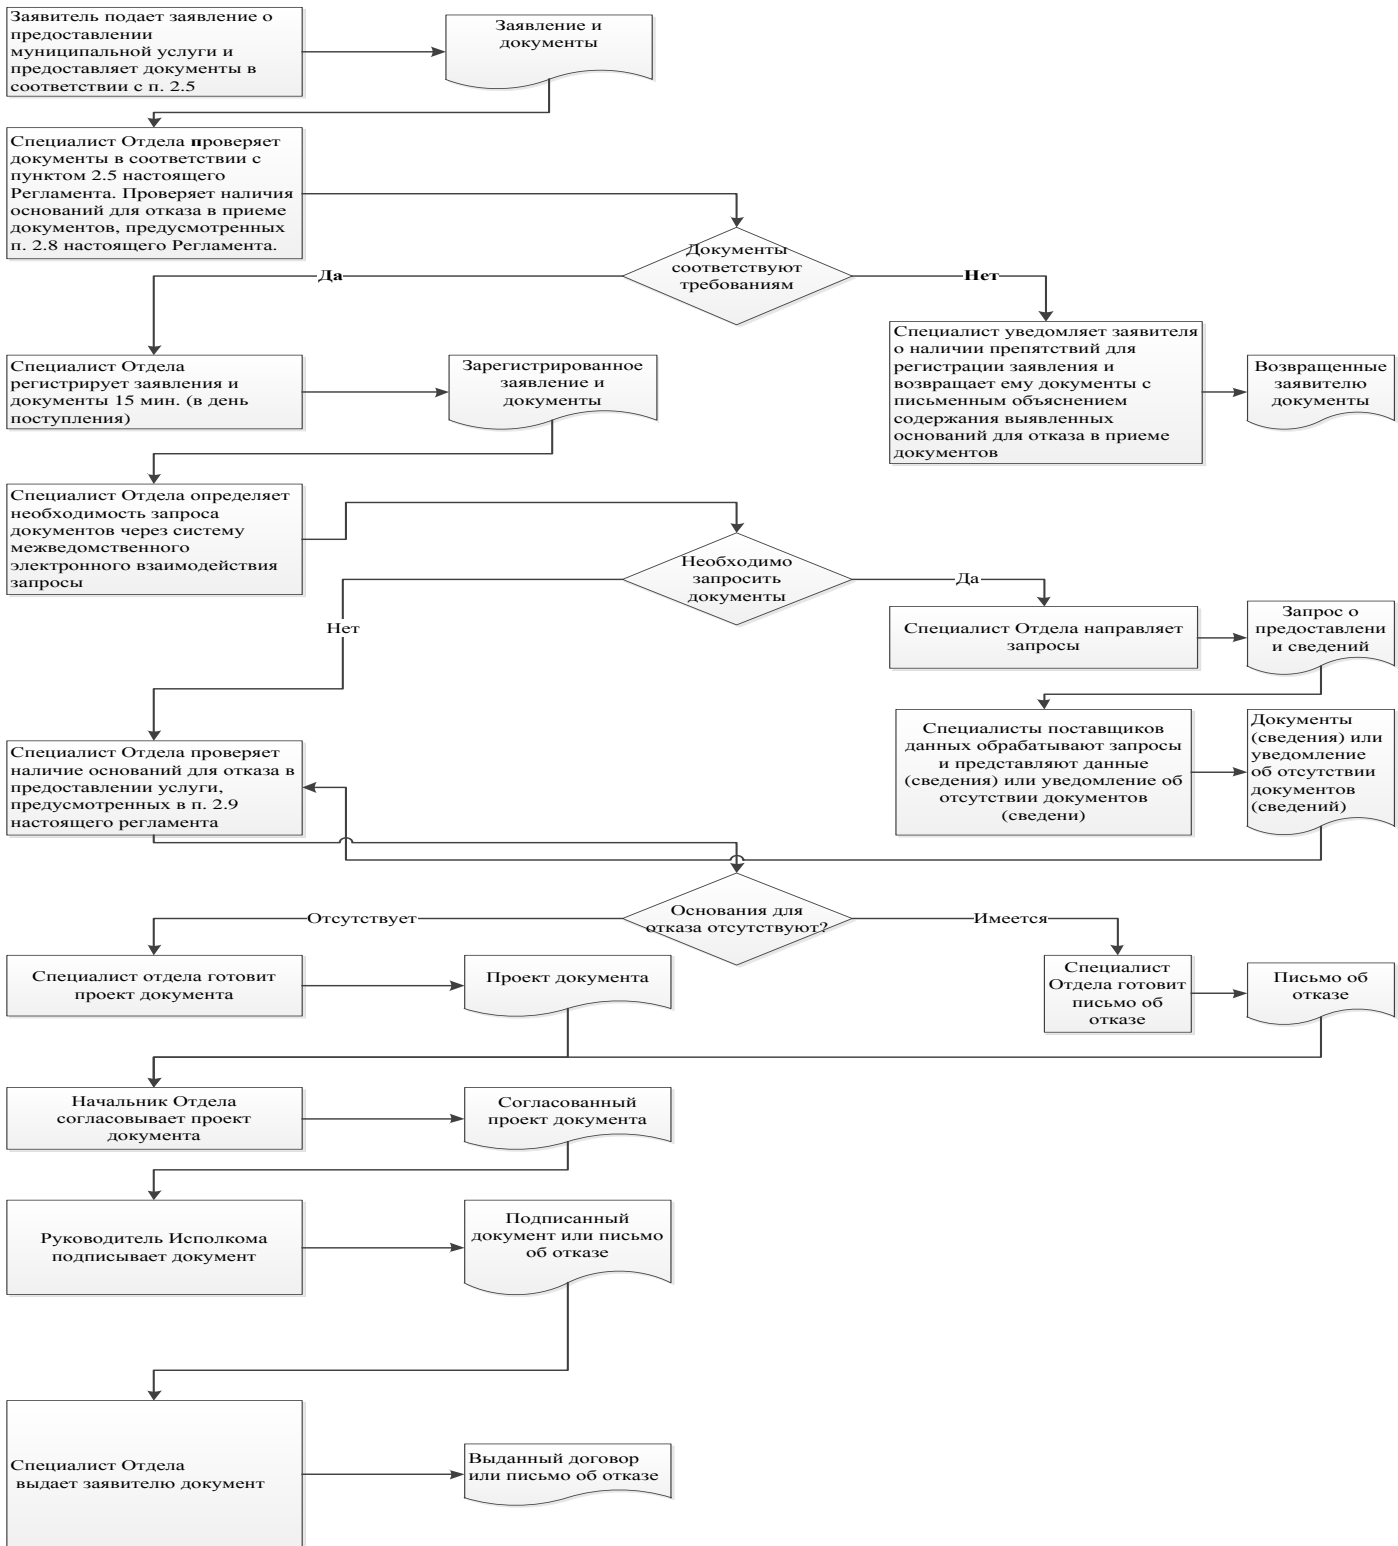 Заявитель подает заявление о
предоставлении
муниципальной услуги и
предоставляет документы в
соответствии с п. 2.5
Заявление и
документы
Специалист Отдела проверяет
документы в соответствии с
пунктом 2.5 настоящего
Регламента. Проверяет наличия
оснований для отказа в приеме
документов, предусмотренных
п. 2.8 настоящего Регламента.
Документы
соответствуют
требованиям
Да
Нет
Специалист Отдела
регистрирует заявления и
документы 15 мин. (в день
поступления)
Зарегистрированное
заявление и
документы
Специалист уведомляет заявителя
о наличии препятствий для
регистрации заявления и
возвращает ему документы с
письменным объяснением
содержания выявленных
оснований для отказа в приеме
документов
Возвращенные
заявителю
документы
Специалист Отдела определяет
необходимость запроса
документов через систему
межведомственного
электронного взаимодействия
запросы
Необходимо
запросить
документы
Да
Нет
Специалист Отдела направляет
запросы
Запрос о
предоставлени
и сведений
Специалисты поставщиков
данных обрабатывают запросы
и представляют данные
(сведения) или уведомление об
отсутствии документов
(сведени)
Документы
(сведения) или
уведомление
об отсутствии
документов
(сведений)
Специалист Отдела проверяет
наличие оснований для отказа в
предоставлении услуги,
предусмотренных в п. 2.9
настоящего регламента
Основания для
отказа отсутствуют?
Отсутствует
Имеется
Специалист отдела готовит
проект документа
Проект документа
Специалист
Отдела готовит
письмо об
отказе
Письмо об
отказе
Начальник Отдела
согласовывает проект
документа
Согласованный
проект документа
Руководитель Исполкома
подписывает документ
Подписанный
документ или письмо
об отказе
Специалист Отдела
выдает заявителю документ
Выданный договор
или письмо об отказе